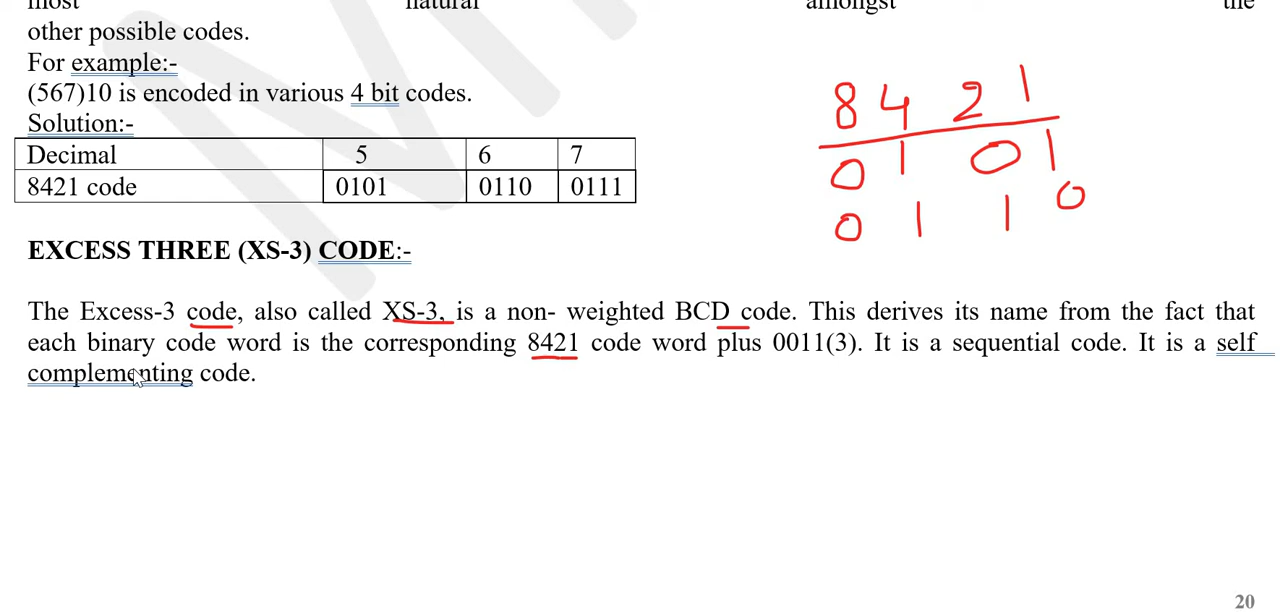 most natural amongst the
other possible codes.
For example:-
(567)10 is encoded in various 4 bit codes.
Solution:-
Decimal 5 6 7
8421 code 0101 0110 0111
8 4 2 1
0 1 0 1
0 1 1 0
EXCESS THREE (XS-3) CODE:-
The Excess-3 code, also called XS-3, is a non- weighted BCD code. This derives its name from the fact that
each binary code word is the corresponding 8421 code word plus 0011(3). It is a sequential code. It is a self
complementing code.
20